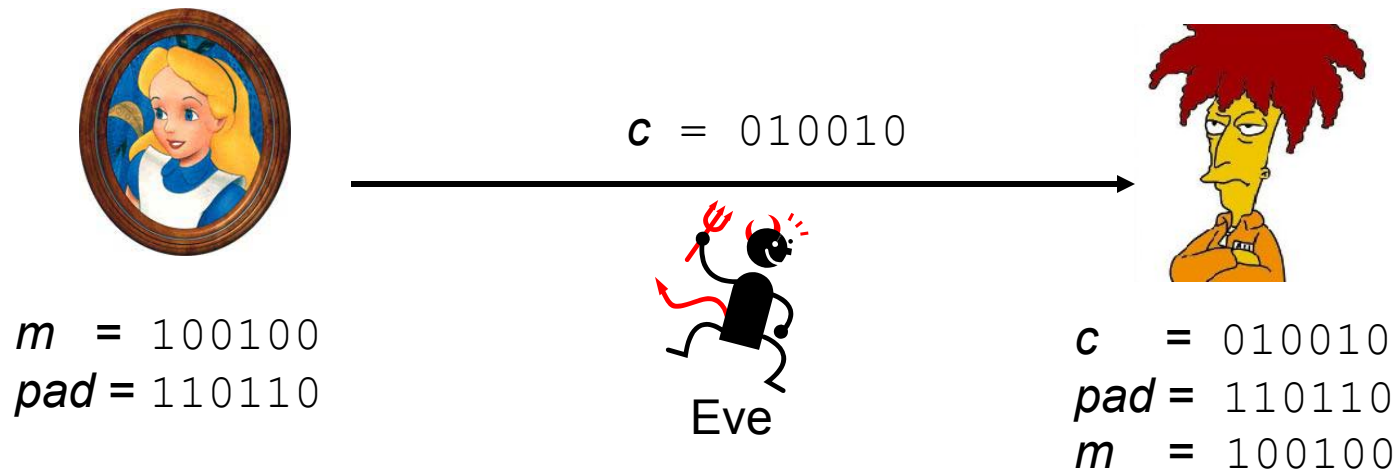 c = 010010
m = 100100
pad = 110110
Eve
c = 010010
pad = 110110
m = 100100